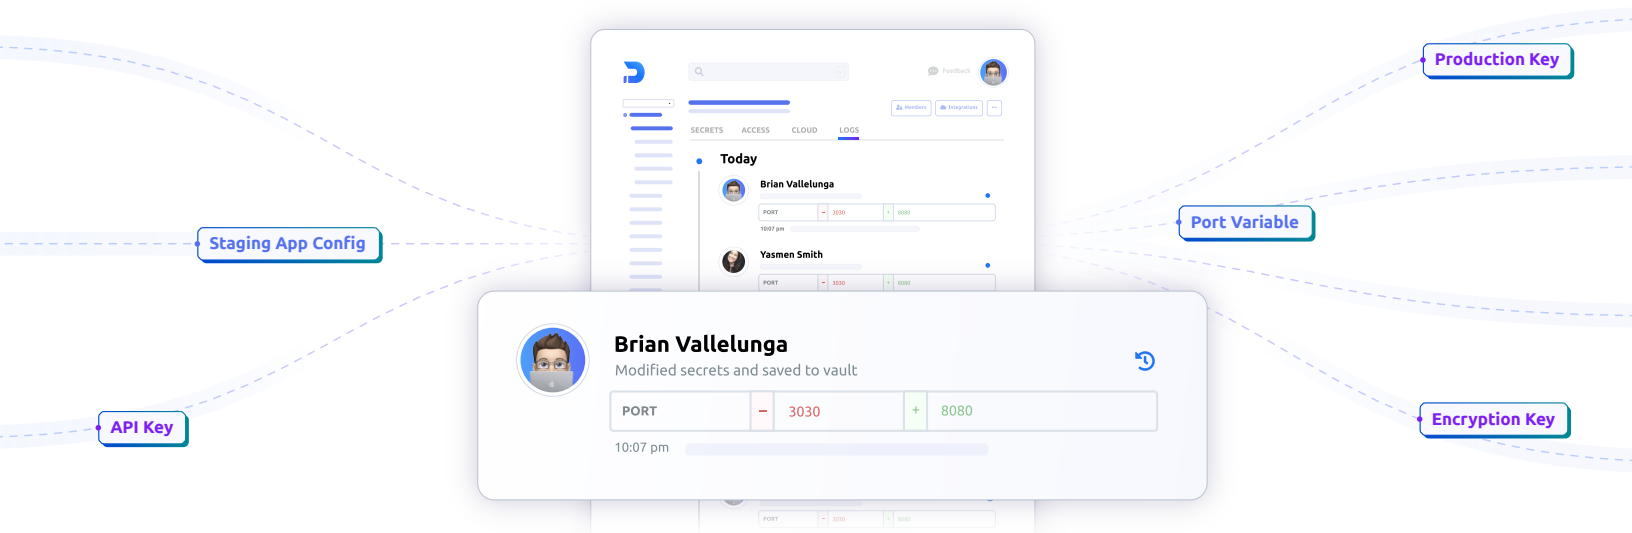 Production Key
Feedback
Members
Integrations
SECRETS ACCESS CLOUD LOGS
Today
Brian Vallelunga
PORT − 3030 + 8080
10:07 pm
Port Variable
Staging App Config
Yasmen Smith
PORT − 3030 + 8080
Brian Vallelunga
Modified secrets and saved to vault
PORT − 3030 + 8080
10:07 pm
API Key
Encryption Key
PORT − 3030 + 8080